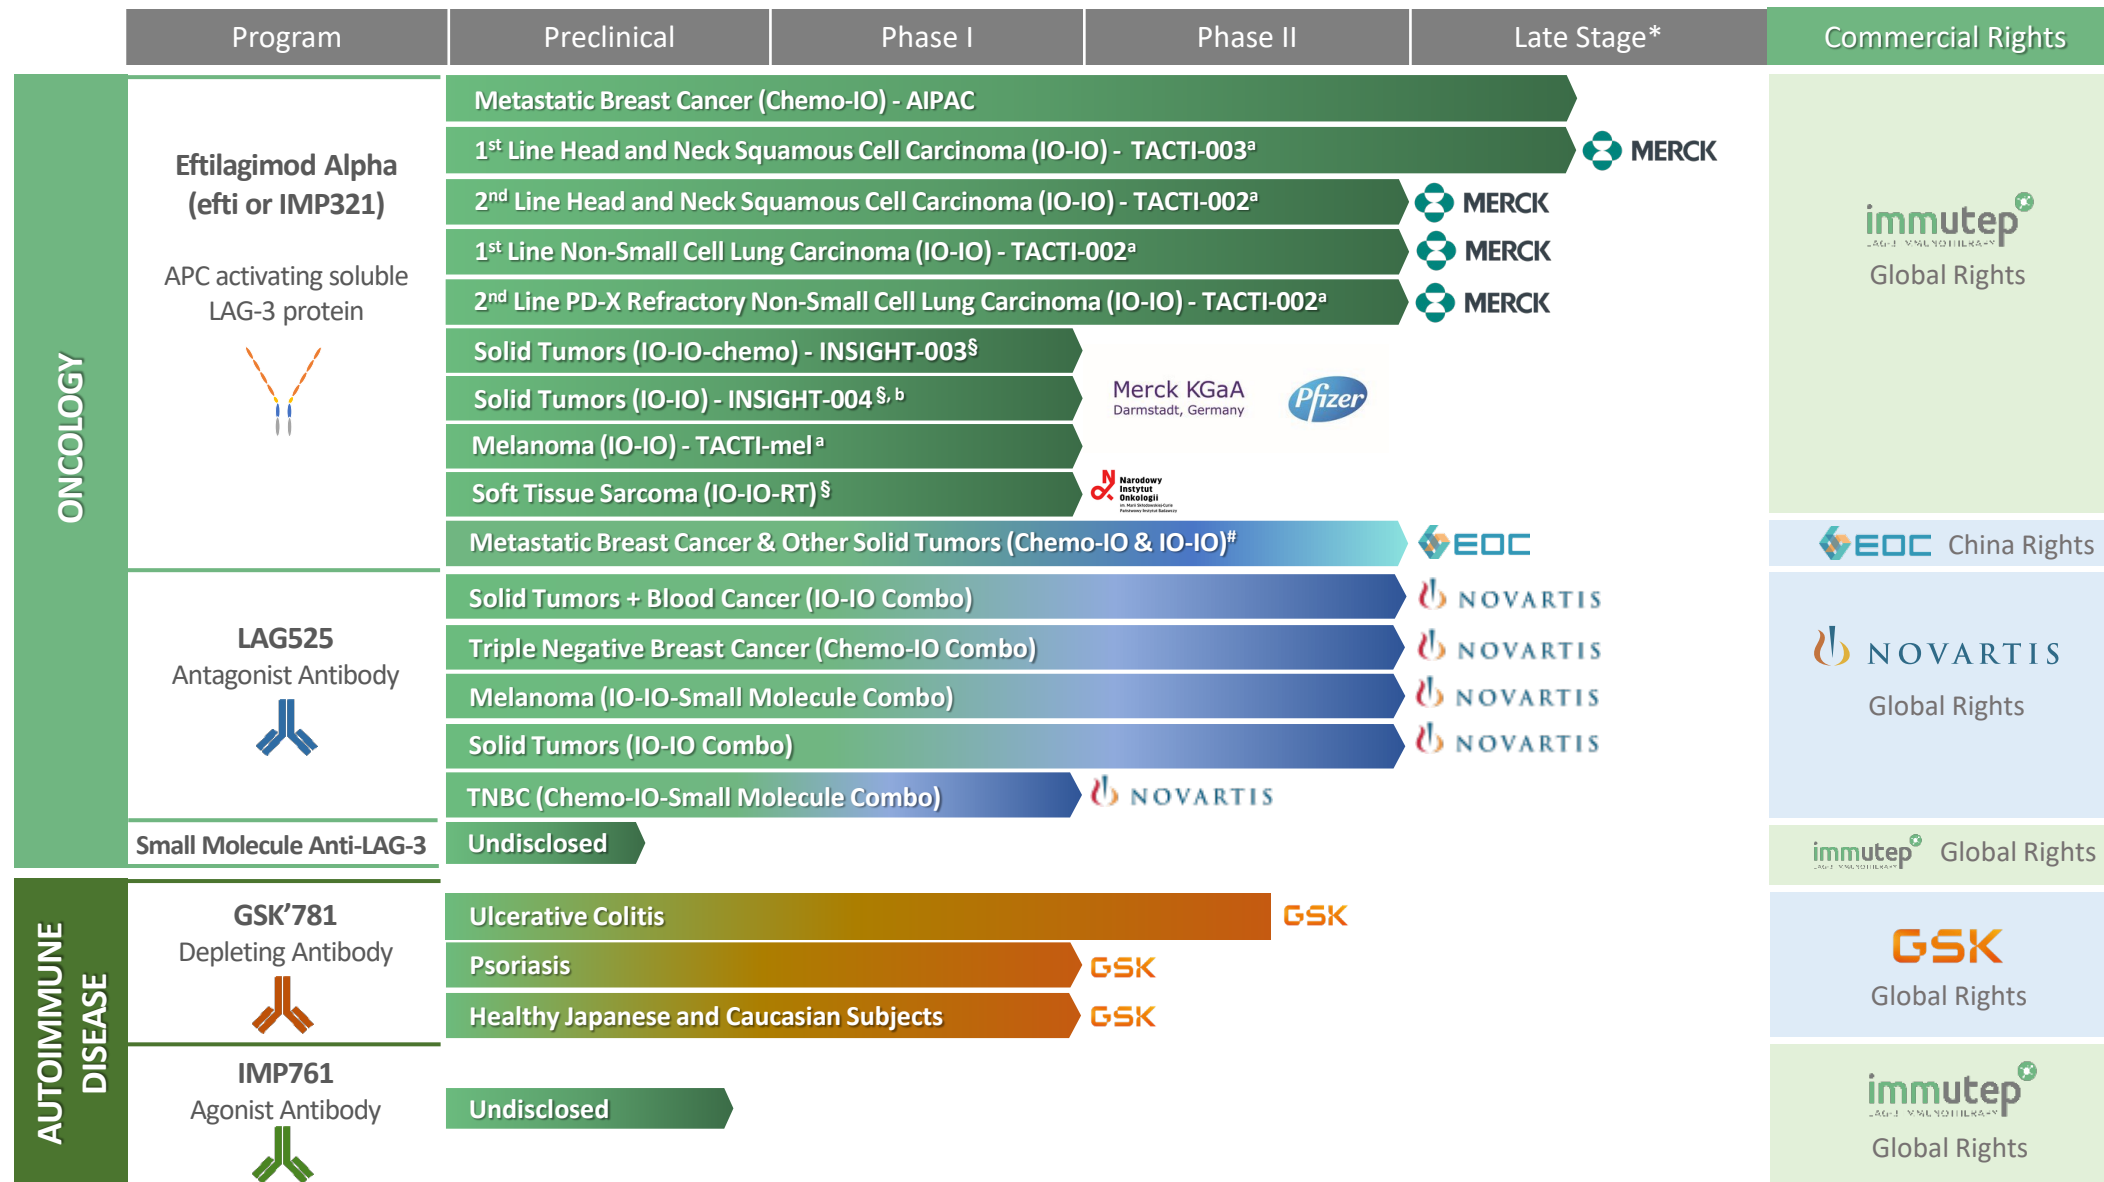 Program
Preclinical
Phase I
Phase II
Late Stage*
Commercial Rights
ONCOLOGY
Eftilagimod Alpha
(efti or IMP321)
APC activating soluble
LAG-3 protein
Metastatic Breast Cancer (Chemo-IO) - AIPAC
1st Line Head and Neck Squamous Cell Carcinoma (IO-IO) - TACTI-003a
MERCK
2nd Line Head and Neck Squamous Cell Carcinoma (IO-IO) - TACTI-002a
MERCK
1st Line Non-Small Cell Lung Carcinoma (IO-IO) - TACTI-002a
MERCK
2nd Line PD-X Refractory Non-Small Cell Lung Carcinoma (IO-IO) - TACTI-002a
MERCK
Solid Tumors (IO-IO-chemo) - INSIGHT-003§
Solid Tumors (IO-IO) - INSIGHT-004 §, b
Merck KGaA
Darmstadt, Germany
Pfizer
Melanoma (IO-IO) - TACTI-mel a
Soft Tissue Sarcoma (IO-IO-RT) §
Narodowy
Instytut
Onkologii
Metastatic Breast Cancer & Other Solid Tumors (Chemo-IO & IO-IO)#
EOC
immutep
LAG-3 IMMUNOTHERAPY
Global Rights
EOC China Rights
LAG525
Antagonist Antibody
Solid Tumors + Blood Cancer (IO-IO Combo)
NOVARTIS
Triple Negative Breast Cancer (Chemo-IO Combo)
NOVARTIS
Melanoma (IO-IO-Small Molecule Combo)
NOVARTIS
Solid Tumors (IO-IO Combo)
NOVARTIS
TNBC (Chemo-IO-Small Molecule Combo)
NOVARTIS
NOVARTIS
Global Rights
Small Molecule Anti-LAG-3
Undisclosed
immutep Global Rights
LAG-3 IMMUNOTHERAPY
AUTOIMMUNE
DISEASE
GSK'781
Depleting Antibody
Ulcerative Colitis
GSK
Psoriasis
GSK
Healthy Japanese and Caucasian Subjects
GSK
GSK
Global Rights
IMP761
Agonist Antibody
Undisclosed
immutep
LAG-3 IMMUNOTHERAPY
Global Rights